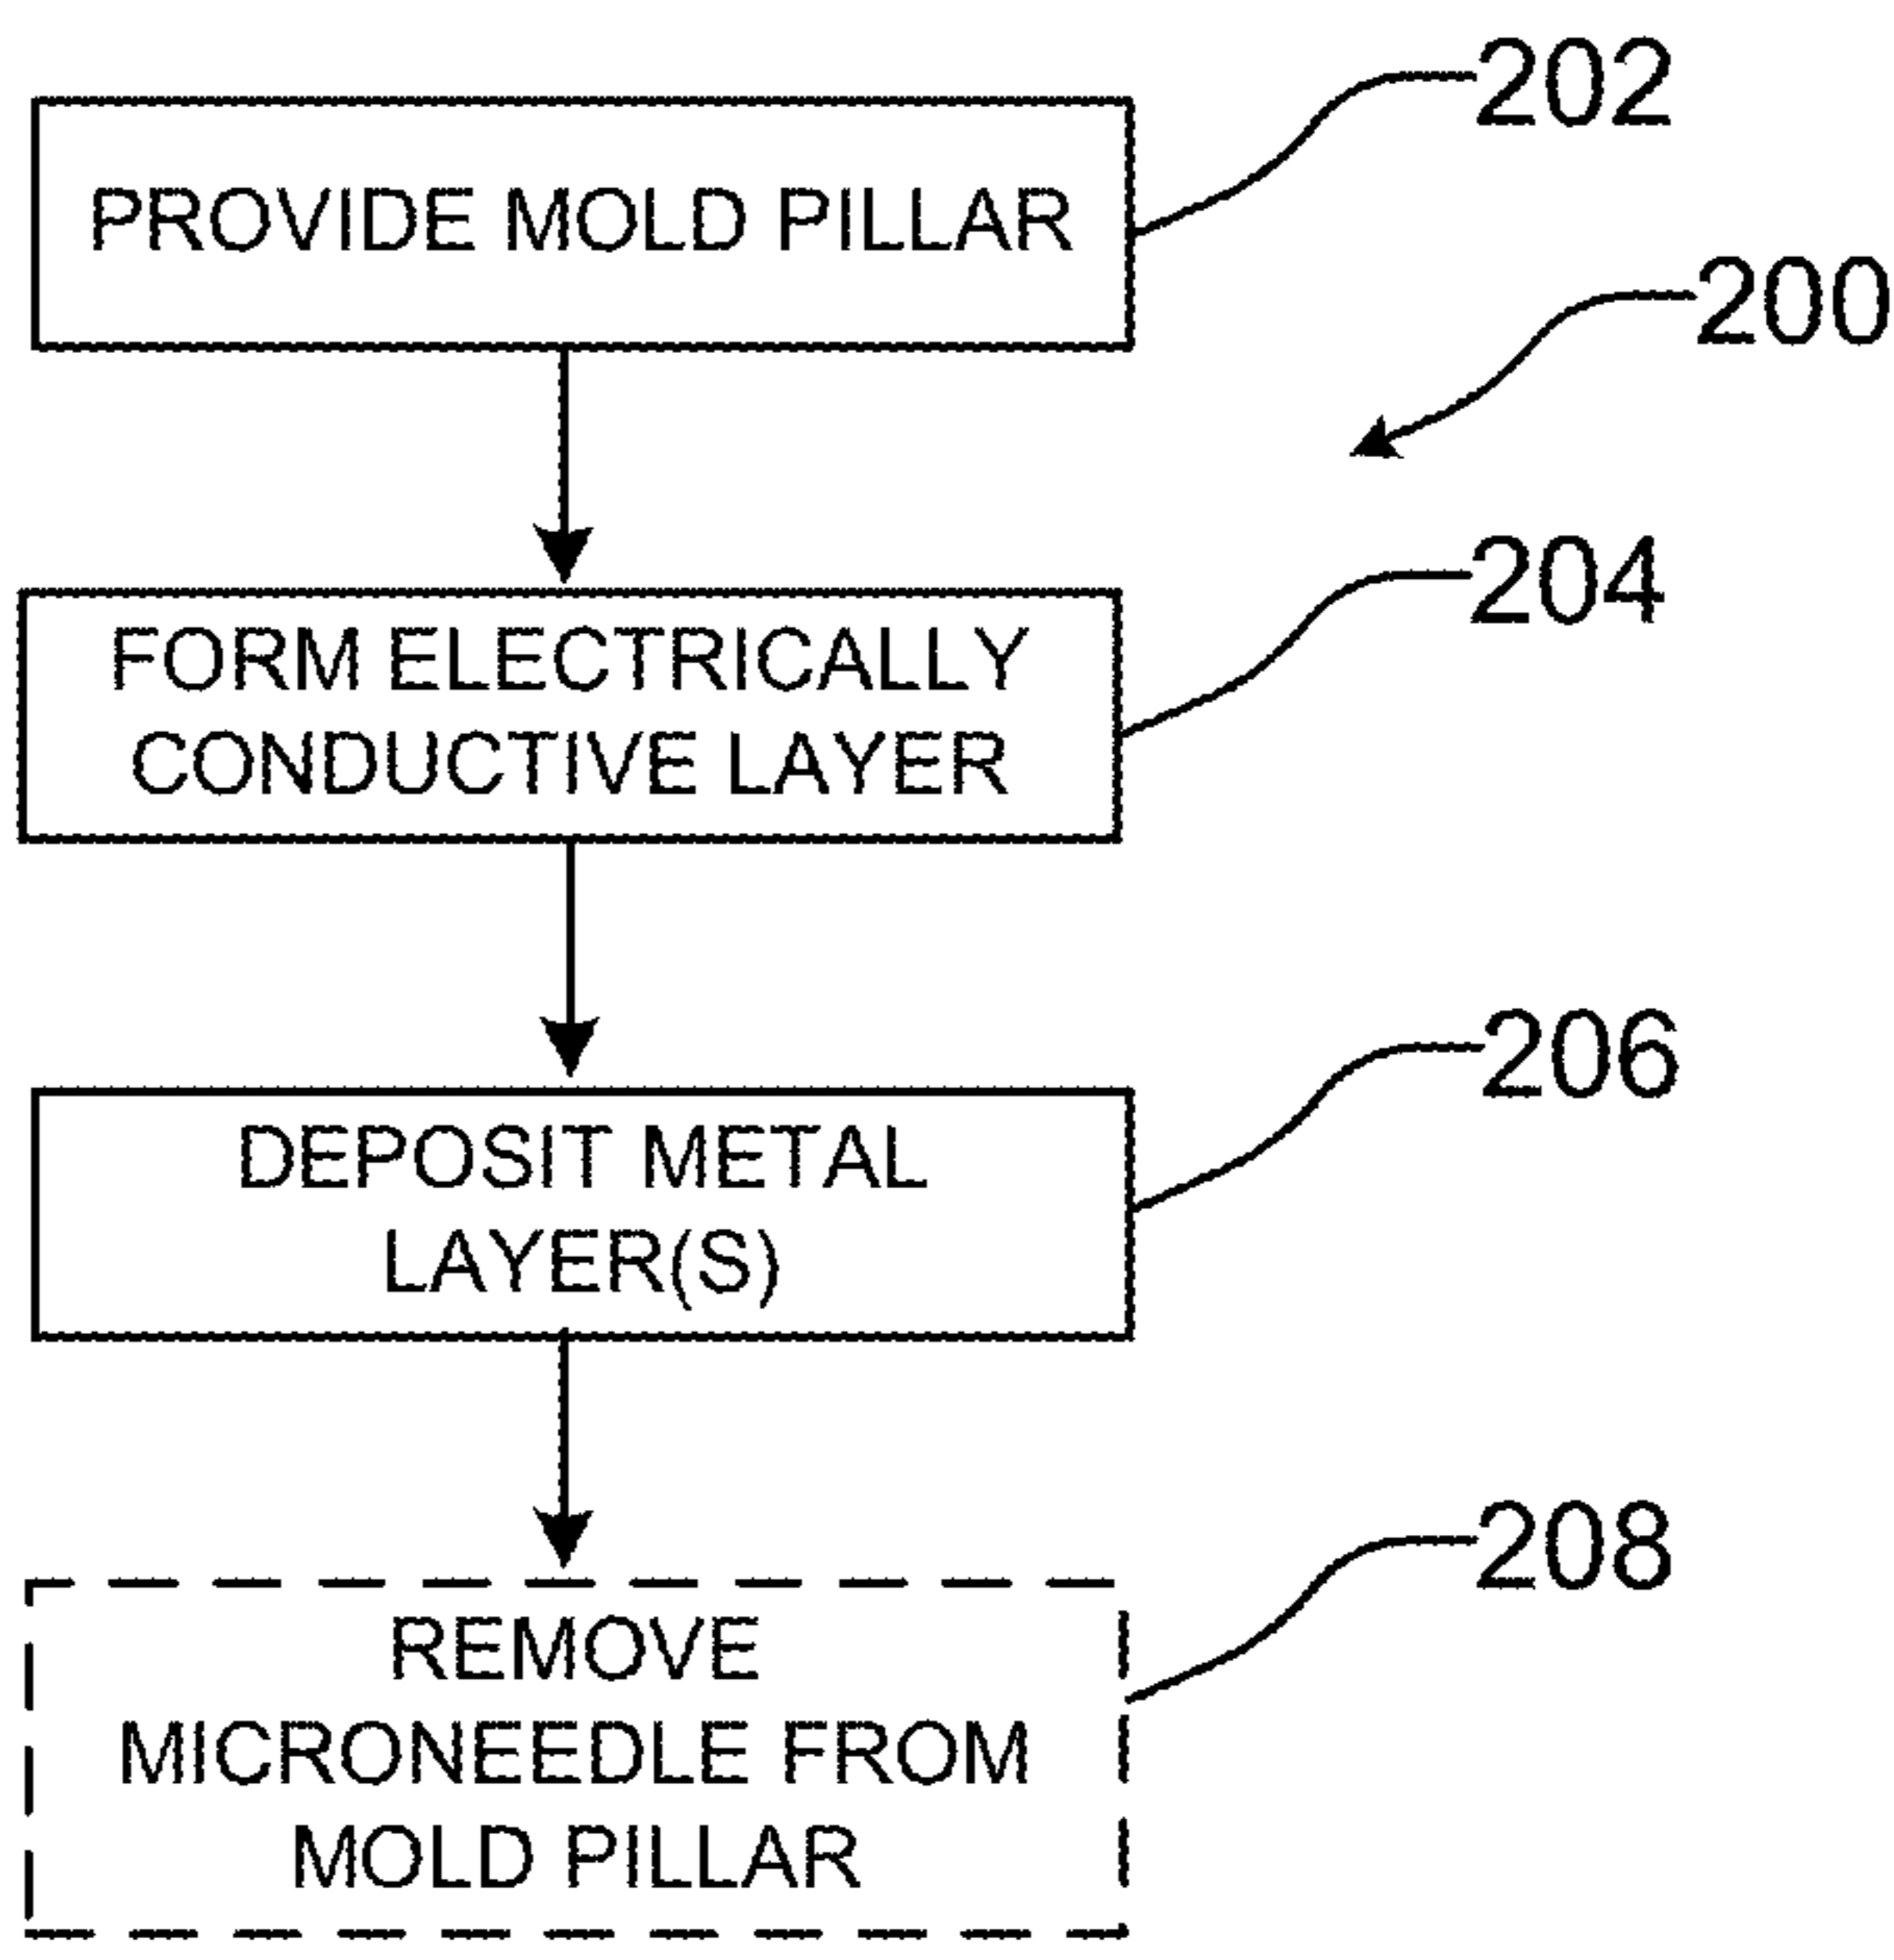 202
PROVIDE MOLD PILLAR
200
204
FORM ELECTRICALLY
CONDUCTIVE LAYER
206
DEPOSIT METAL
LAYER(S)
208
REMOVE
MICRONEEDLE FROM
MOLD PILLAR